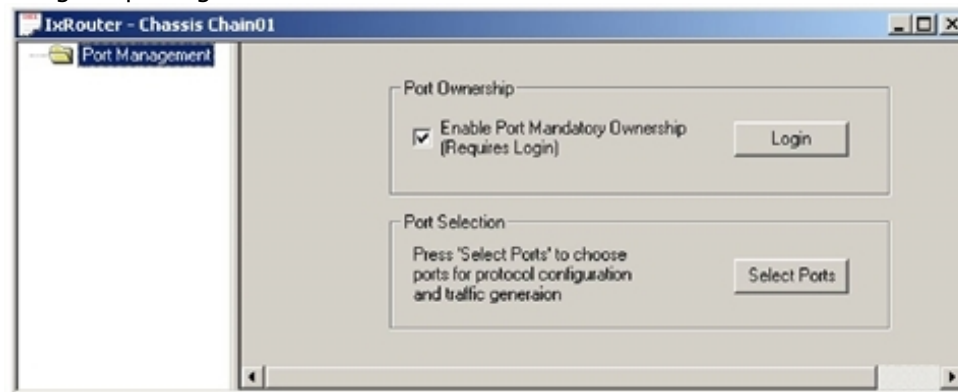 IxRouter - Chassis Chain01
Port Management
Port Ownership
Enable Port Mandatory Ownership
(Requires Login)
Login
Port Selection
Press 'Select Ports' to choose
ports for protocol configuration
and traffic generaion
Select Ports